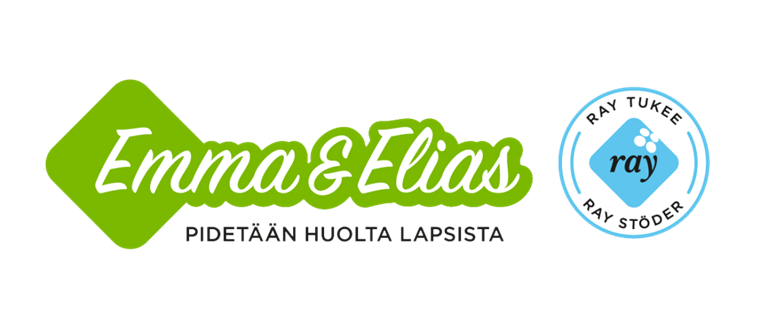 Emma & Elias
PIDETÄÄN HUOLTA LAPSISTA
RAY TUKEE
ray
RAY STÖDER